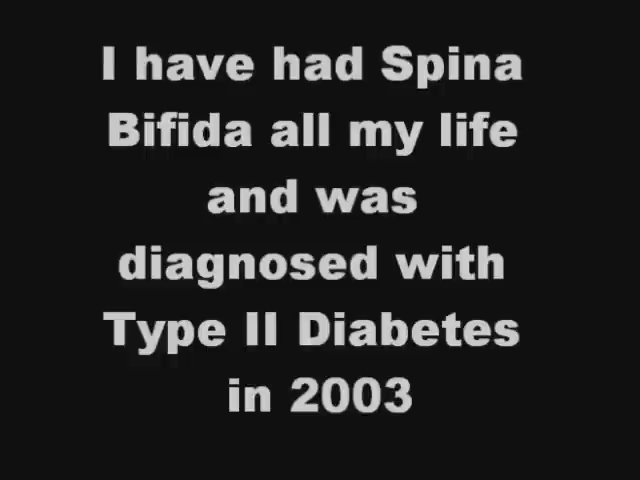 I have had Spina
Bifida all my life
and was
diagnosed with
Type II Diabetes
in 2003